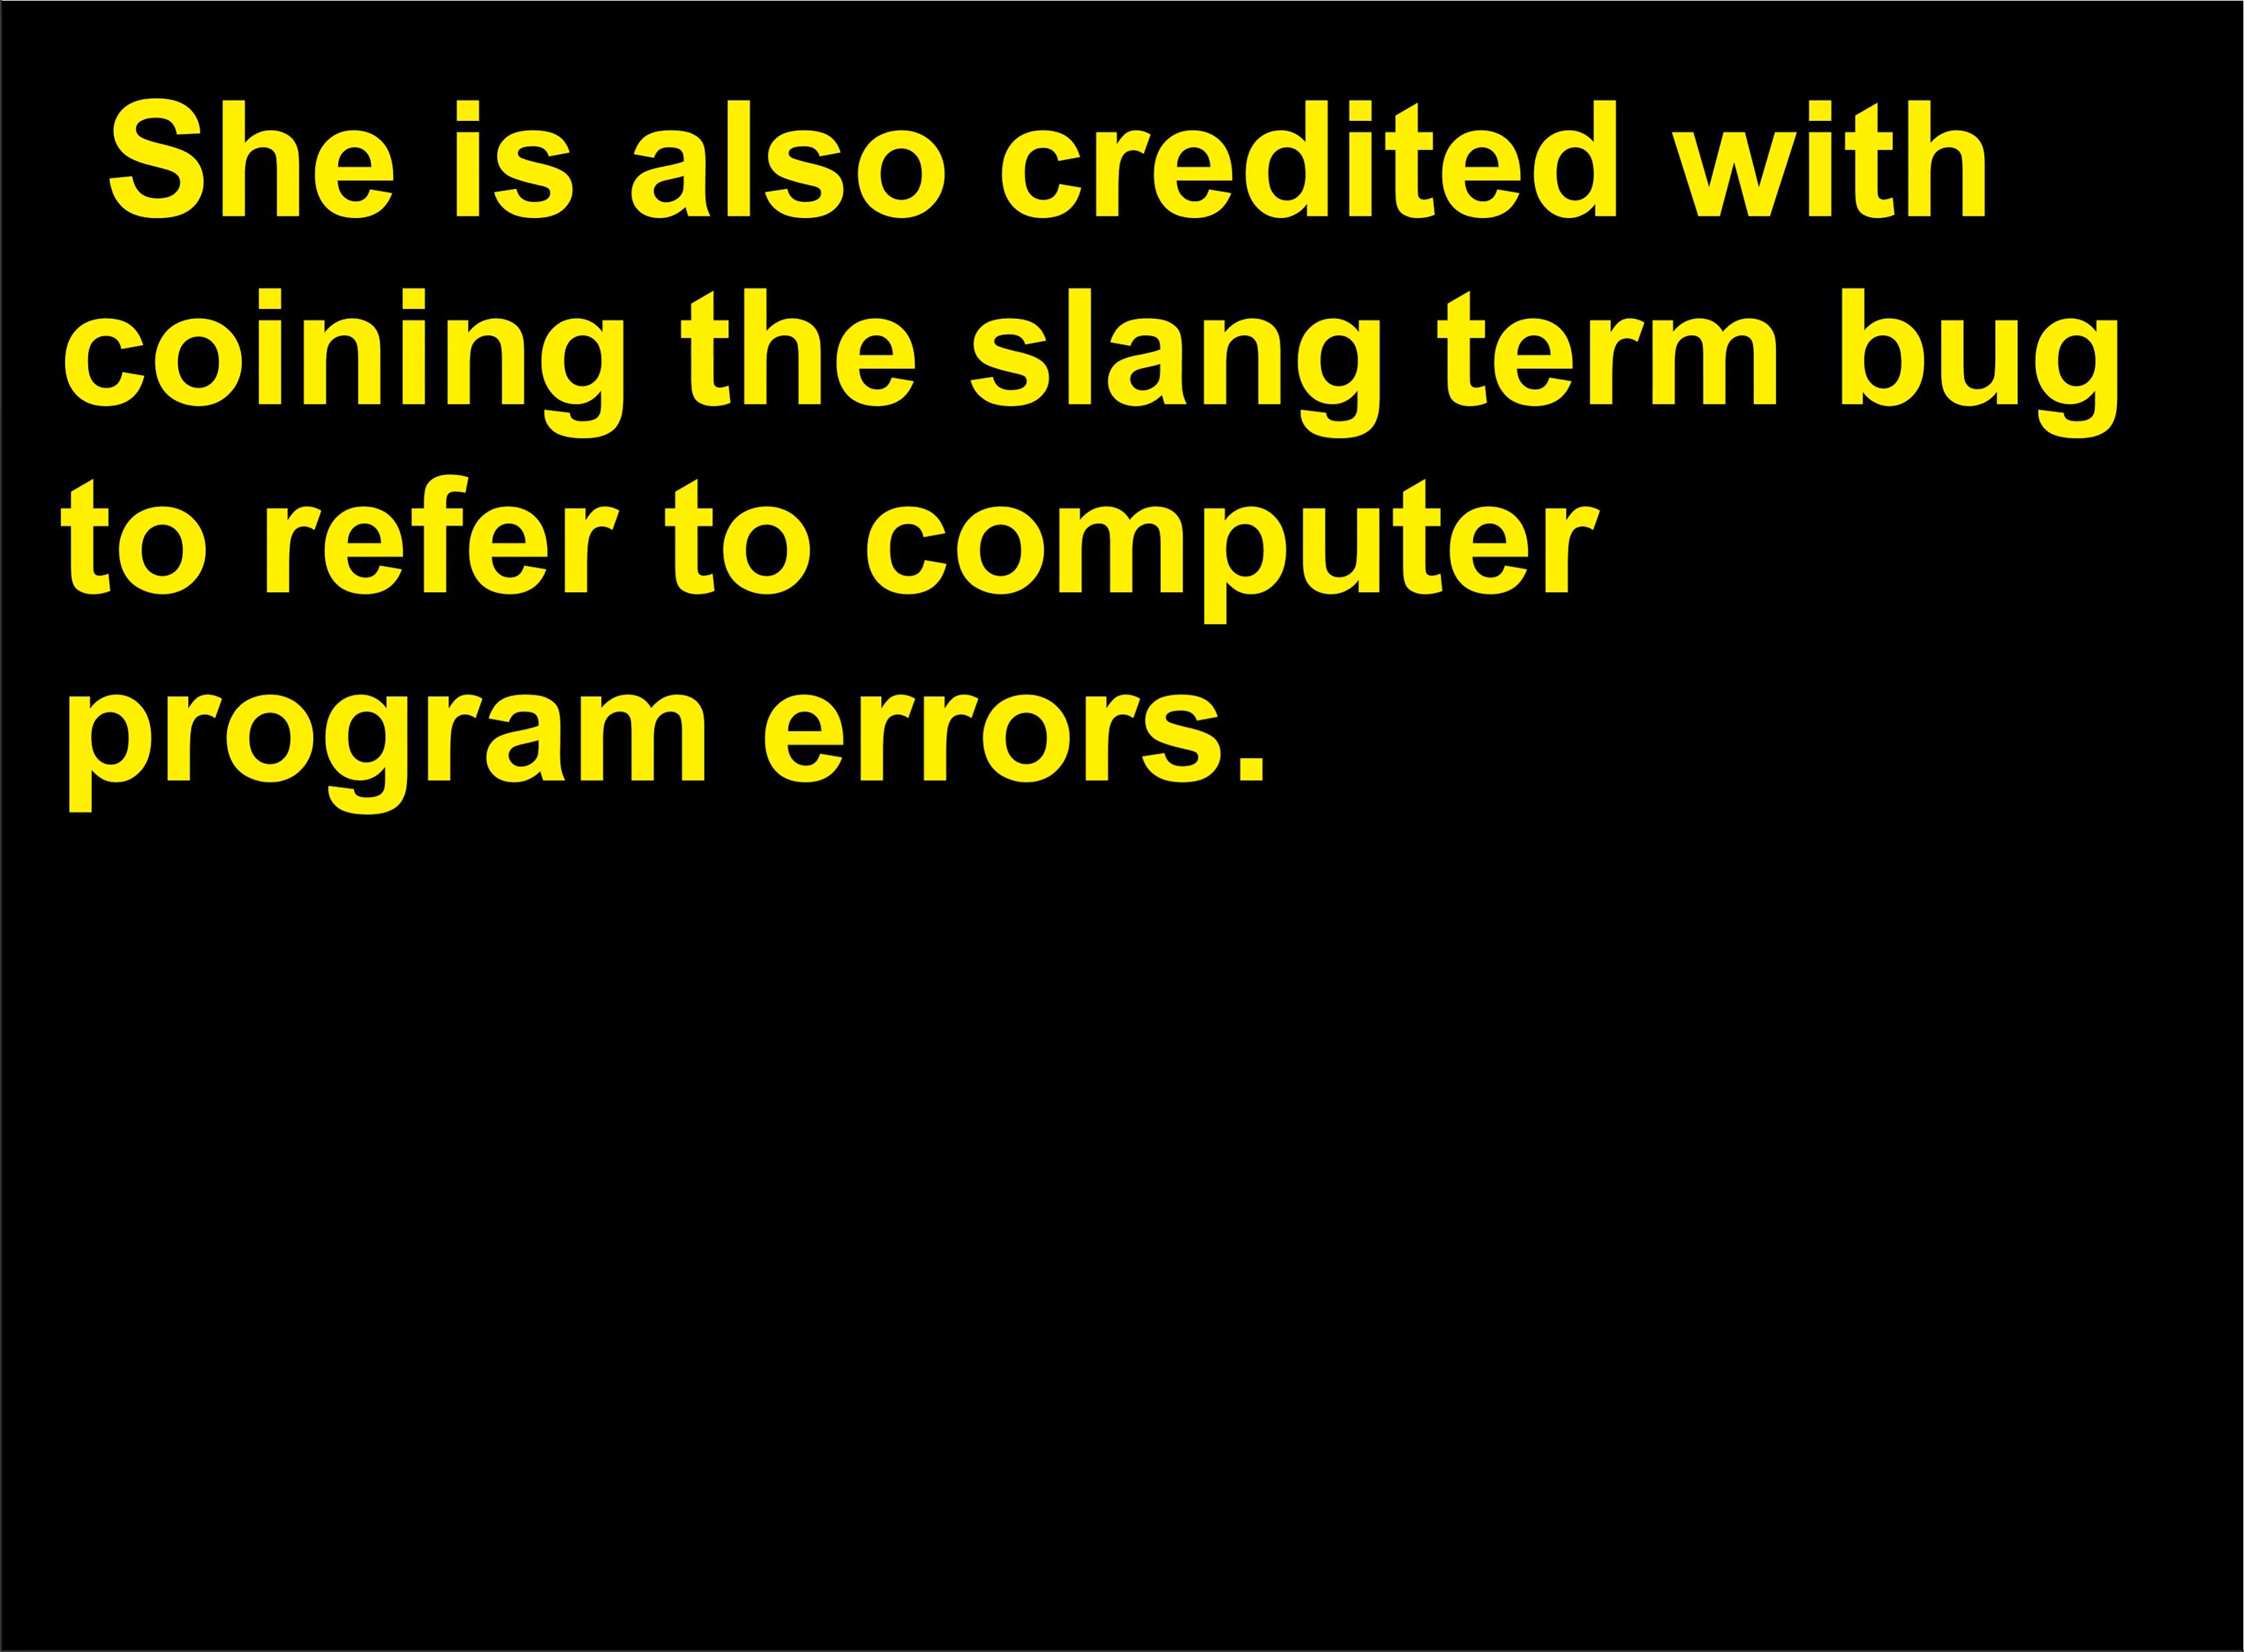 She is also credited with
coining the slang term bug
to refer to computer
program errors.